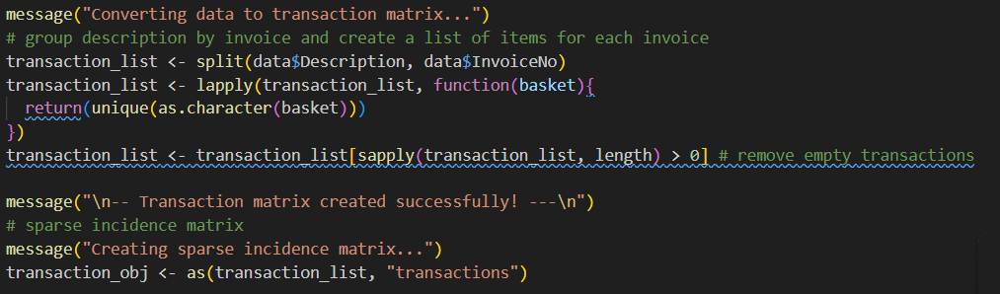 message("Converting data to transaction matrix...")
# group description by invoice and create a list of items for each invoice
transaction_list <- split(data$Description, data$InvoiceNo)
transaction_list <- lapply(transaction_list, function(basket){
  return(unique(as.character(basket)))
})
transaction_list <- transaction_list[sapply(transaction_list, length) > 0] # remove empty transactions

message("\n-- Transaction matrix created successfully! ---\n")
# sparse incidence matrix
message("Creating sparse incidence matrix...")
transaction_obj <- as(transaction_list, "transactions")